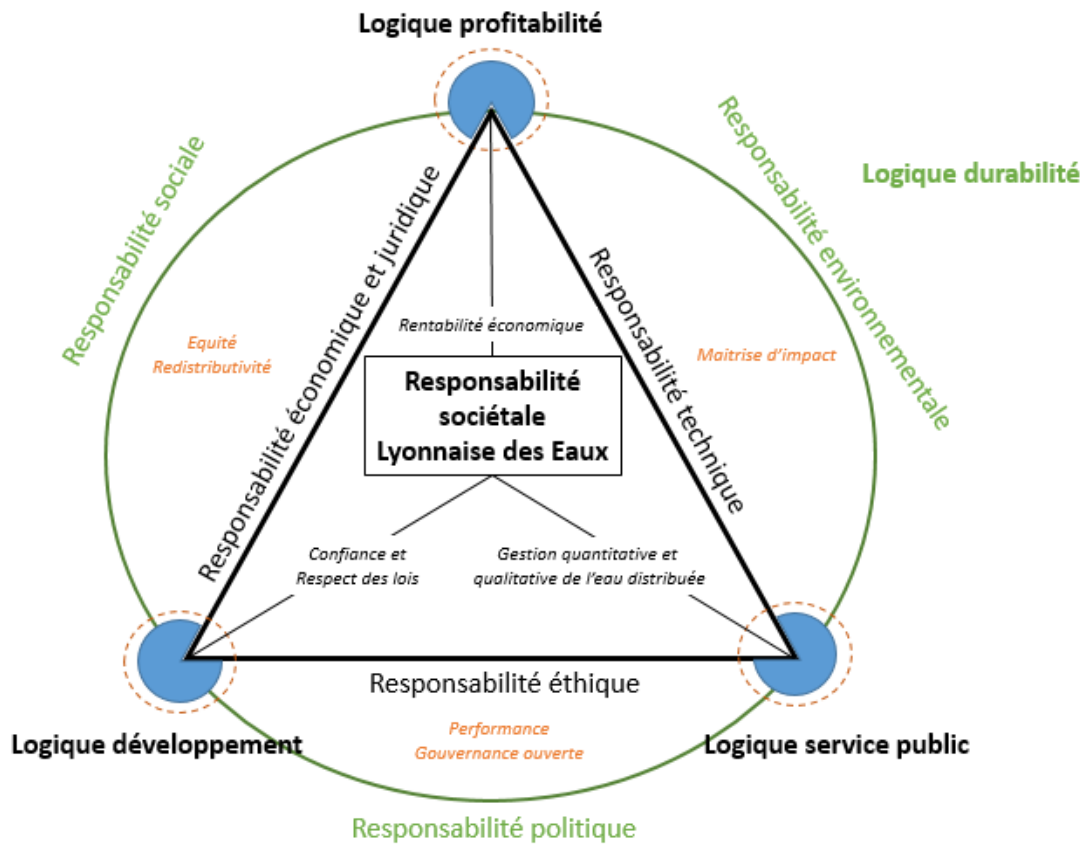 Logique profitabilité
Responsabilité sociale
Responsabilité environnementale
Logique durabilité
Responsabilité économique et juridique
Responsabilité technique
Rentabilité économique
Equité
Redistributivité
Maitrise d’impact
Responsabilité
sociétale
Lyonnaise des Eaux
Confiance et
Respect des lois
Gestion quantitative et
qualitative de l’eau distribuée
Responsabilité éthique
Performance
Gouvernance ouverte
Logique développement
Logique service public
Responsabilité politique